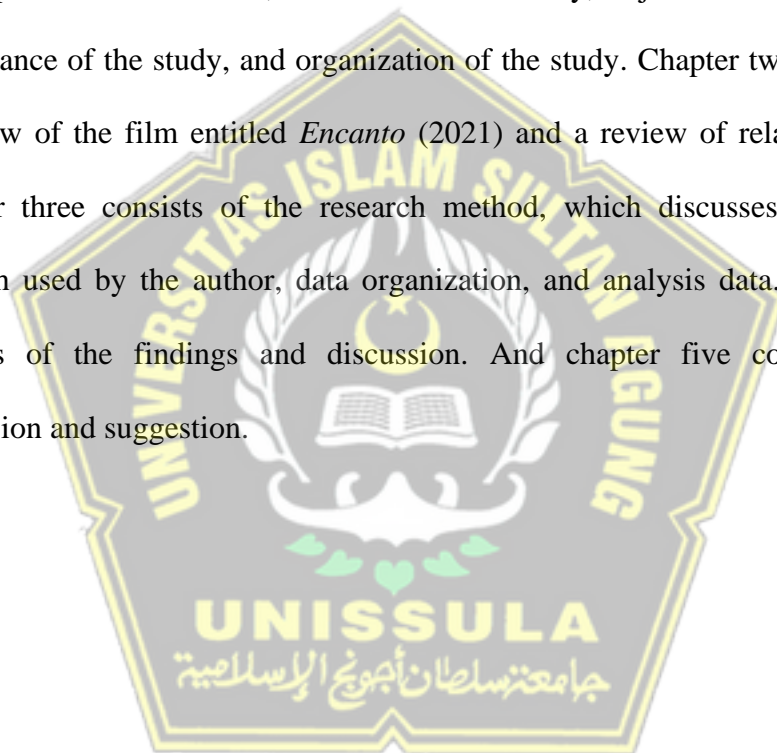 ance of the study, and organization of the study. Chapter tw
w of the film entitled Encanto (2021) and a review of rela
r three consists of the research method, which discusses
n used by the author, data organization, and analysis data.
s of the findings and discussion. And chapter five co
ion and suggestion.
UNIVERSITAS ISLAM SULTAN AGUNG
UNISSULA
جامعتنسلطان أجونج الإسلامية